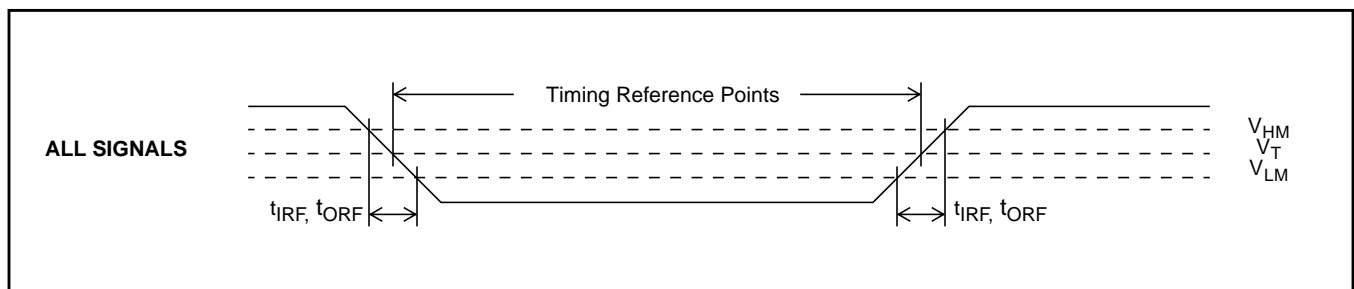 Timing Reference Points
V_HM
ALL SIGNALS
V_T
V_LM
t_IRF, t_ORF
t_IRF, t_ORF